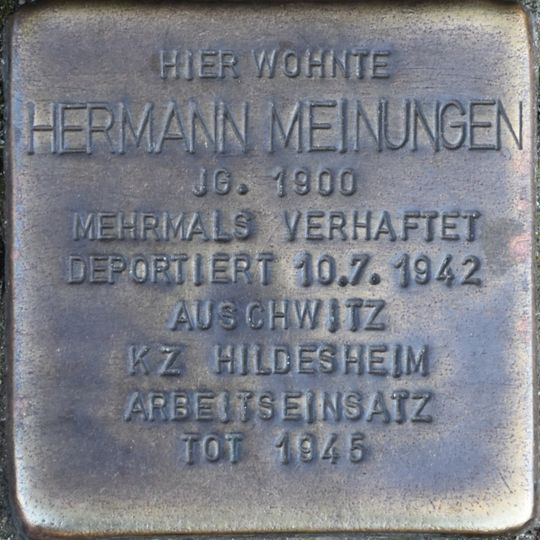 HIER WOHNTE
HERMANN MEINUNGEN
JG. 1900
MEHRMALS VERHAFTET
DEPORTIERT 10.7.1942
AUSCHWITZ
KZ HILDESHEIM
ARBEITSEINSATZ
TOT 1945